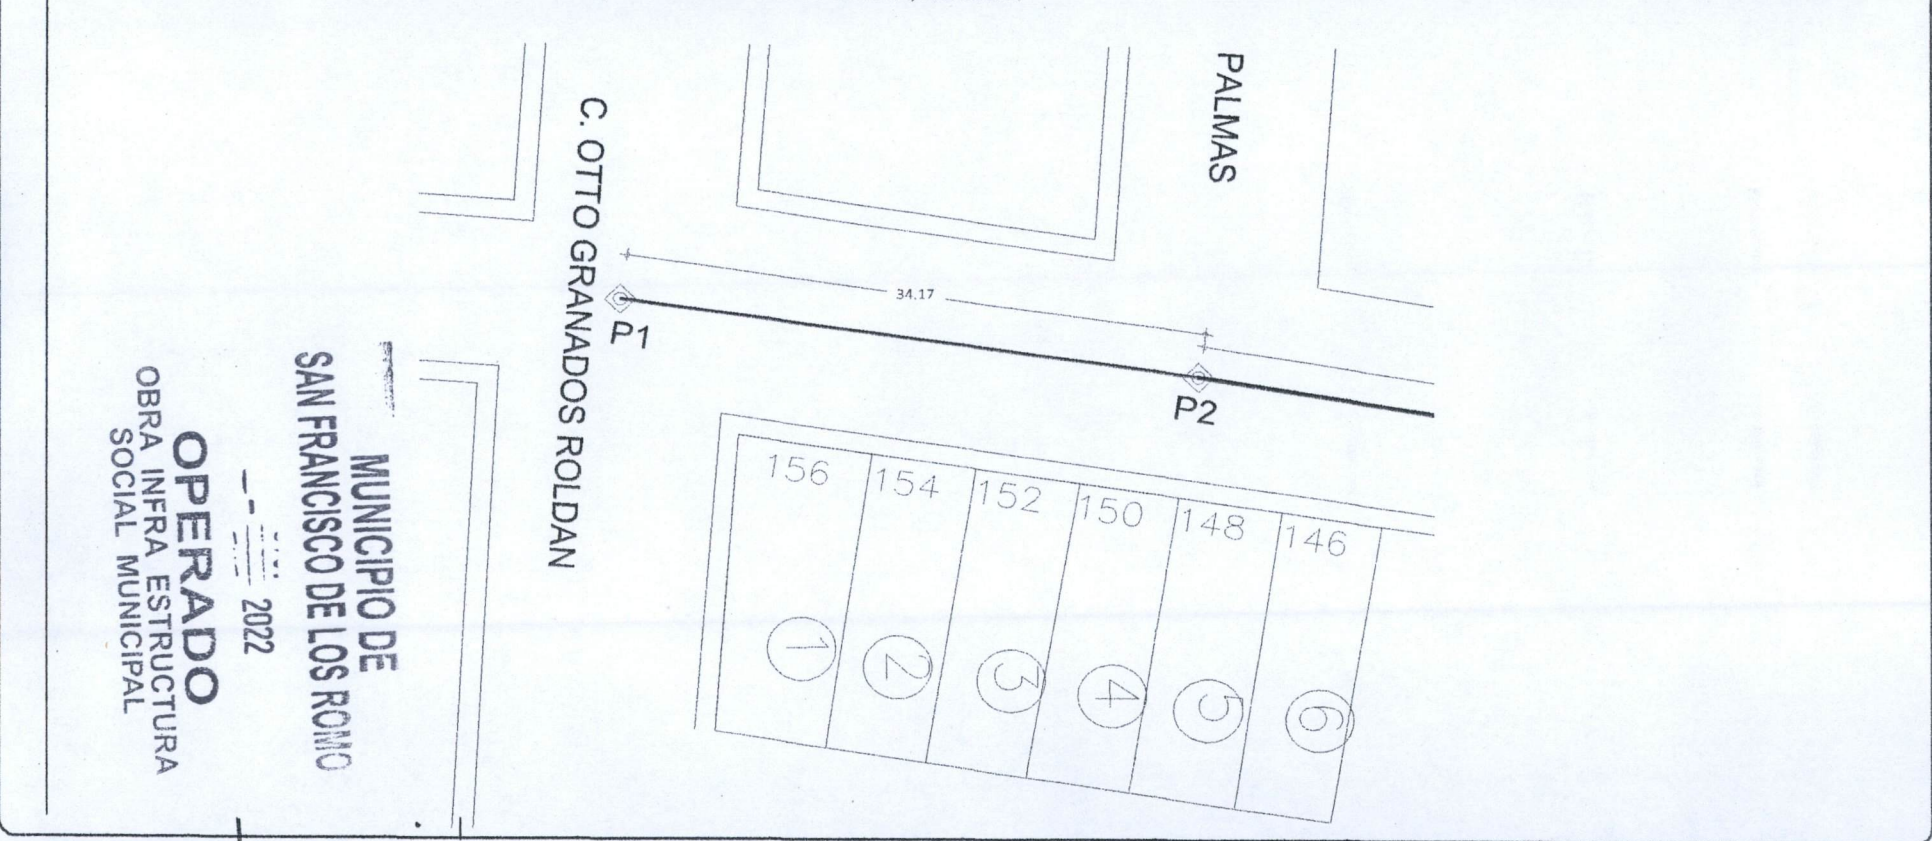 PALMAS
C. OTTO GRANADOS ROLDAN
34.17
P1
P2
156
154
152
150
148
146
1
2
3
4
5
6
MUNICIPIO DE
SAN FRANCISCO DE LOS ROMO
2022
OPERADO
OBRA INFRA ESTRUCTURA
SOCIAL MUNICIPAL